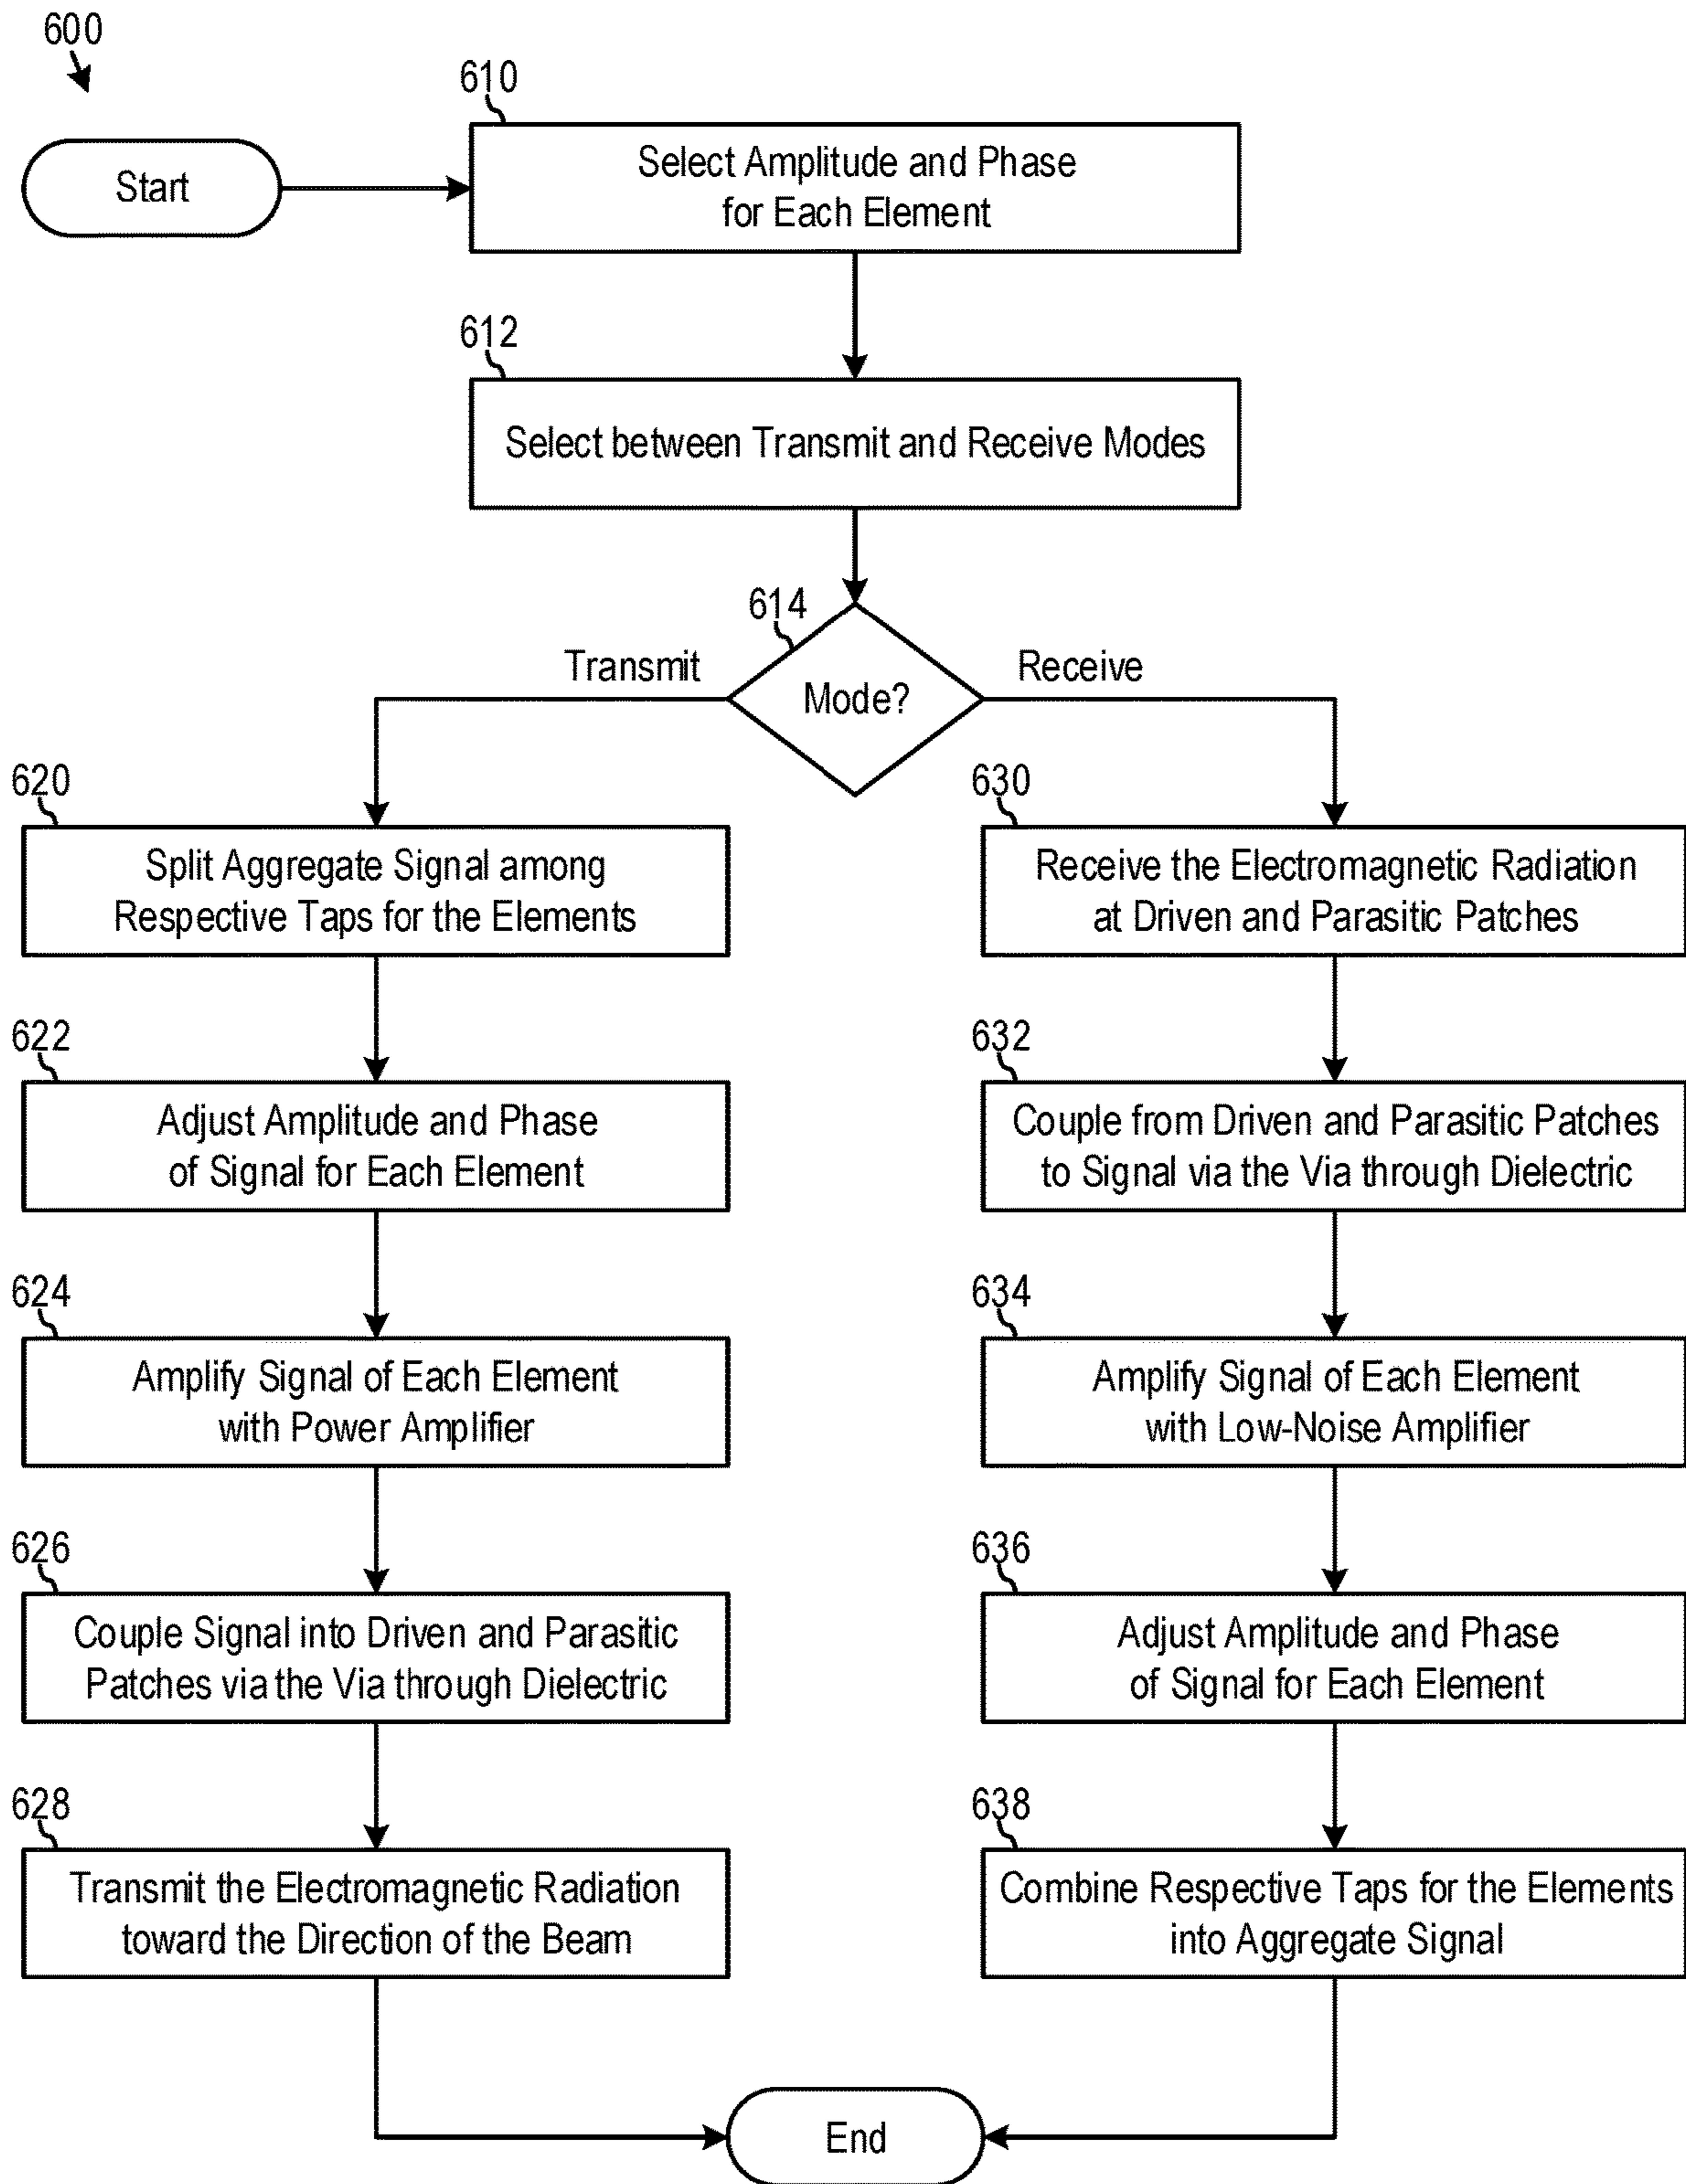 600
610
Start
Select Amplitude and Phase
for Each Element
612
Select between Transmit and Receive Modes
614
Transmit
Mode?
Receive
620
Split Aggregate Signal among
Respective Taps for the Elements
622
Adjust Amplitude and Phase
of Signal for Each Element
624
Amplify Signal of Each Element
with Power Amplifier
626
Couple Signal into Driven and Parasitic
Patches via the Via through Dielectric
628
Transmit the Electromagnetic Radiation
toward the Direction of the Beam
630
Receive the Electromagnetic Radiation
at Driven and Parasitic Patches
632
Couple from Driven and Parasitic Patches
to Signal via the Via through Dielectric
634
Amplify Signal of Each Element
with Low-Noise Amplifier
636
Adjust Amplitude and Phase
of Signal for Each Element
638
Combine Respective Taps for the Elements
into Aggregate Signal
End